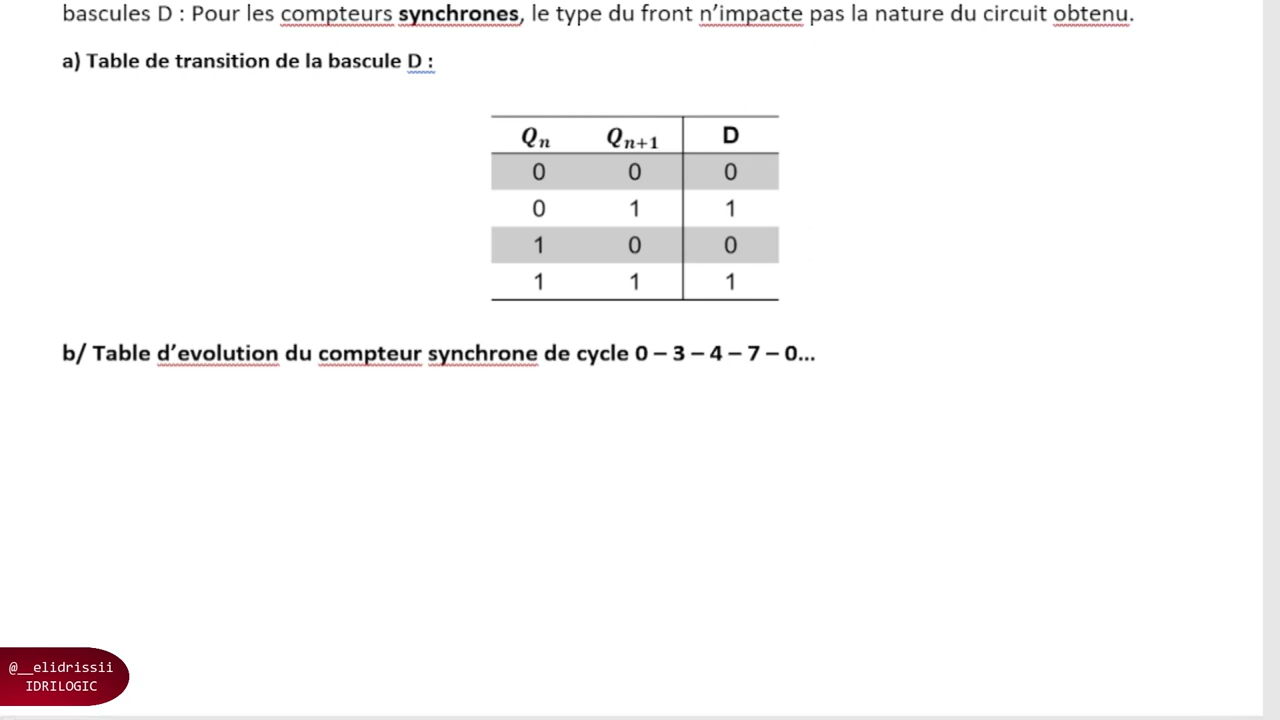 bascules D : Pour les compteurs synchrones, le type du front n’impacte pas la nature du circuit obtenu.
a) Table de transition de la bascule D :
Qn Qn+1 D
0 0 0
0 1 1
1 0 0
1 1 1
b/ Table d’evolution du compteur synchrone de cycle 0 – 3 – 4 – 7 – 0...
@__elidrissii
IDRILOGIC